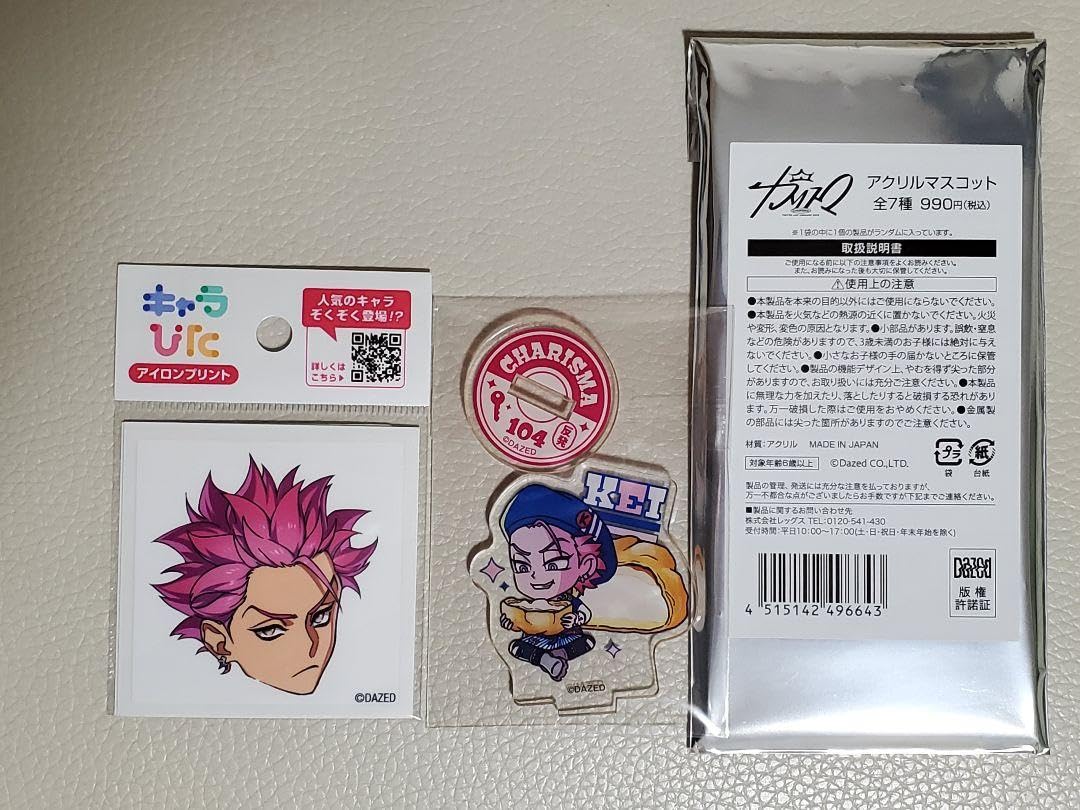 キャラ
ぴた
アイロンプリント
人気のキャラ
ぞくぞく登場!?
詳しくは
こちら▶
©DAZED
CHARISMA
104
反発
©DAZED
KEI
©DAZED
カリスマ
アクリルマスコット
全7種 990円(税込)
※1袋の中に1個の製品がランダムに入っています。
取扱説明書
ご使用になる前に以下の注意事項をよくお読みください。
また、お読みになった後も大切に保管してください。
⚠使用上の注意
●本製品を本来の目的以外にはご使用にならないでください。
●本製品を火気などの熱源の近くに置かないでください。火災
や変形、変色の原因となります。●小部品があります。誤飲・窒息
などの危険がありますので、3歳未満のお子様には絶対に与え
ないでください。●小さなお子様の手の届かないところに保管
してください。●製品の機能デザイン上、やむを得ず尖った部分
がありますので、お取り扱いには充分ご注意ください。●本製品
に無理な力を加えたり、落としたりすると破損する恐れがあり
ます。万一破損した際はご使用をおやめください。●金属製
の部品には尖った箇所がありますのでご注意ください。
材質:アクリル MADE IN JAPAN
対象年齢6歳以上
©Dazed CO.,LTD.
プラ
袋
紙
台紙
製品の管理、発送には充分な注意を払っておりますが、
万一不都合な点がございましたらお手数ですが下記までご連絡ください。
■製品に関するお問い合わせ先
株式会社レッグス TEL:0120-541-430
受付時間:平日10:00~17:00(土・日・祝日・年末年始を除く)
4 515142 496643
版権
許諾証